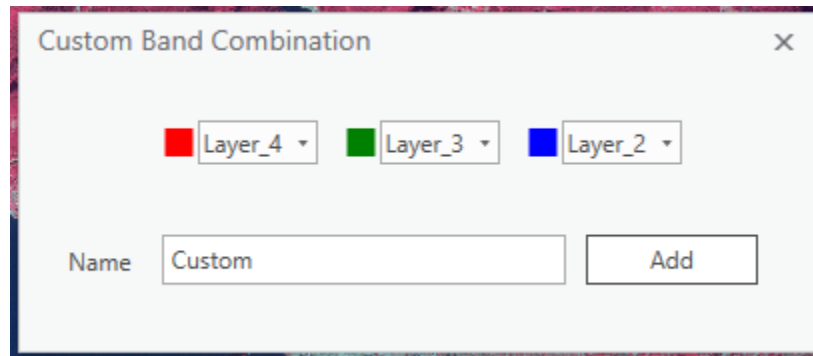 Custom Band Combination
Layer_4 Layer_3 Layer_2
Name Custom Add